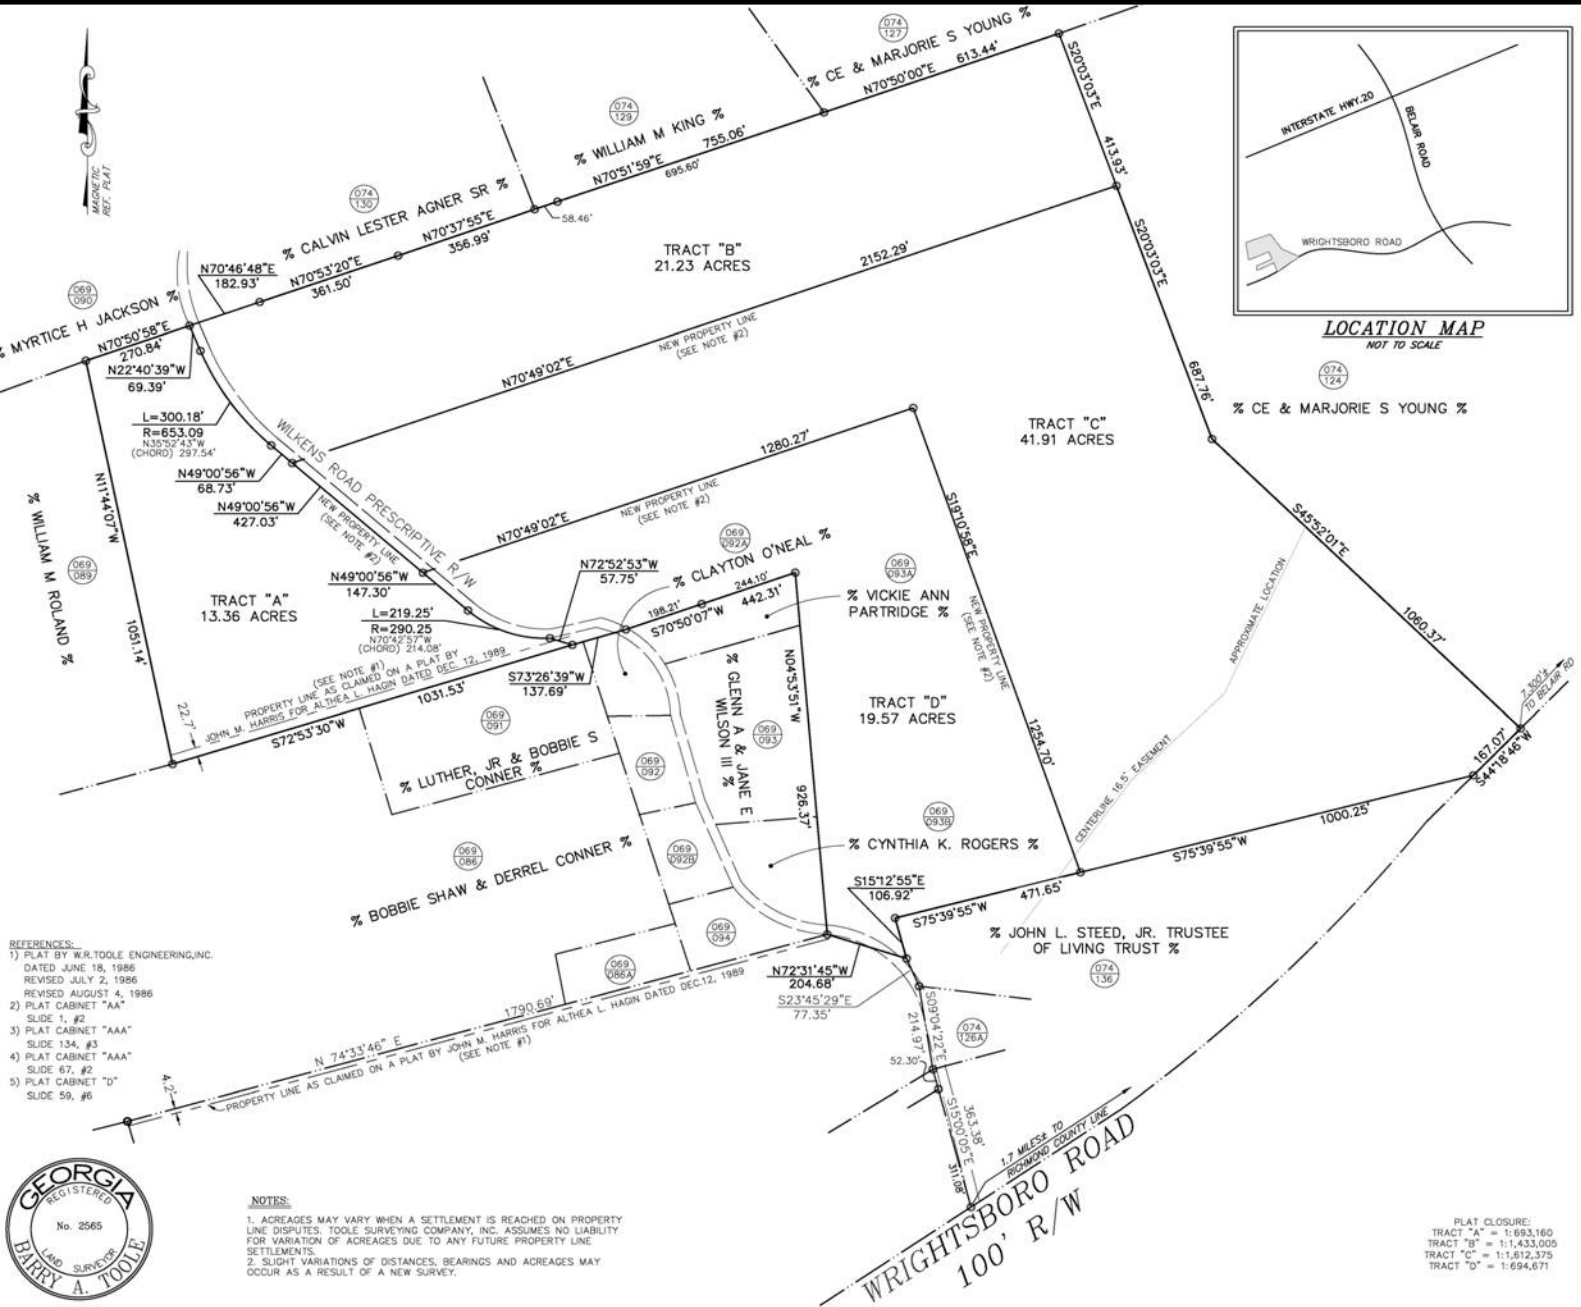 MAGNETIC
REF. PLAT
069
090
% MYRTICE H JACKSON %
N70°50'58"E
270.84'
N22°40'39"W
69.39'
N70°46'48"E
182.93'
074
130
% CALVIN LESTER AGNER SR %
N70°53'20"E
361.50'
N70°37'55"E
356.99'
074
129
% WILLIAM M KING %
N70°51'59"E
755.06'
695.60'
58.46'
074
127
% CE & MARJORIE S YOUNG %
N70°50'00"E
613.44'
S20°03'03"E
413.93'
TRACT "B"
21.23 ACRES
2152.29'
NEW PROPERTY LINE
(SEE NOTE #2)
N70°49'02"E
S20°03'03"E
687.76'
INTERSTATE HWY.20
BELAIR ROAD
WRIGHTSBORO ROAD
LOCATION MAP
NOT TO SCALE
074
124
% CE & MARJORIE S YOUNG %
L=300.18'
R=653.09
N35°52'43"W
(CHORD) 297.54'
N49°00'56"W
68.73'
N49°00'56"W
427.03'
NEW PROPERTY LINE
(SEE NOTE #2)
WILKENS ROAD PRESCRIPTIVE R/W
N11°44'07"W
1051.14'
% WILLIAM M ROLAND %
069
089
TRACT "A"
13.36 ACRES
N49°00'56"W
147.30'
L=219.25'
R=290.25
N70°42'57"W
(CHORD) 214.08'
TRACT "C"
41.91 ACRES
1280.27'
NEW PROPERTY LINE
(SEE NOTE #2)
N70°49'02"E
S19°10'58"E
NEW PROPERTY LINE
(SEE NOTE #2)
1254.70'
S45°52'01"E
1060.37'
APPROXIMATE LOCATION
CENTERLINE 16.5' EASEMENT
7,300'±
TO BELAIR RD
167.07'
S44°18'46"W
N72°52'53"W
57.75'
069
092A
% CLAYTON O'NEAL %
198.21'
244.10'
S70°50'07"W
442.31'
069
093A
% VICKIE ANN
PARTRIDGE %
(SEE NOTE #1)
PROPERTY LINE AS CLAIMED ON A PLAT BY
JOHN M. HARRIS FOR ALTHEA L. HAGIN DATED DEC. 12, 1989
22.7'
S72°53'30"W
1031.53'
S73°26'39"W
137.69'
069
091
% LUTHER, JR & BOBBIE S
CONNER %
069
092
% GLENN A & JANE E
WILSON III %
069
093
N04°53'51"W
926.37'
TRACT "D"
19.57 ACRES
069
093B
% CYNTHIA K. ROGERS %
S15°12'55"E
106.92'
S75°39'55"W
471.65'
S75°39'55"W
1000.25'
% JOHN L. STEED, JR. TRUSTEE
OF LIVING TRUST %
074
136
069
086
% BOBBIE SHAW & DERREL CONNER %
069
092B
069
094
069
086A
N72°31'45"W
204.68'
S23°45'29"E
77.35'
S09°04'22"E
214.97'
074
126A
52.30'
363.38'
S15°00'05"E
311.08'
1790.69'
N 74°33'46" E
PROPERTY LINE AS CLAIMED ON A PLAT BY JOHN M. HARRIS FOR ALTHEA L. HAGIN DATED DEC.12, 1989
(SEE NOTE #1)
4.2'
1.7 MILES± TO
RICHMOND COUNTY LINE
WRIGHTSBORO ROAD
100' R/W
REFERENCES:
1) PLAT BY W.R.TOOLE ENGINEERING,INC.
DATED JUNE 18, 1986
REVISED JULY 2, 1986
REVISED AUGUST 4, 1986
2) PLAT CABINET "AA"
SLIDE 1, #2
3) PLAT CABINET "AAA"
SLIDE 134, #3
4) PLAT CABINET "AAA"
SLIDE 67, #2
5) PLAT CABINET "D"
SLIDE 59, #6
GEORGIA
REGISTERED
No. 2565
LAND SURVEYOR
BARRY A. TOOLE
NOTES:
1. ACREAGES MAY VARY WHEN A SETTLEMENT IS REACHED ON PROPERTY
LINE DISPUTES. TOOLE SURVEYING COMPANY, INC. ASSUMES NO LIABILITY
FOR VARIATION OF ACREAGES DUE TO ANY FUTURE PROPERTY LINE
SETTLEMENTS.
2. SLIGHT VARIATIONS OF DISTANCES, BEARINGS AND ACREAGES MAY
OCCUR AS A RESULT OF A NEW SURVEY.
PLAT CLOSURE:
TRACT "A" = 1:693,160
TRACT "B" = 1:1,433,005
TRACT "C" = 1:1,612,375
TRACT "D" = 1:694,671